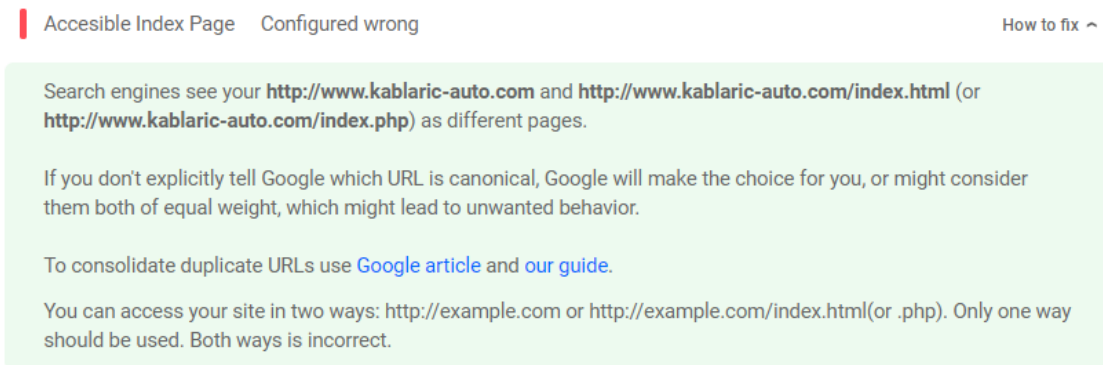 Accesible Index Page Configured wrong How to fix
Search engines see your http://www.kablaric-auto.com and http://www.kablaric-auto.com/index.html (or
http://www.kablaric-auto.com/index.php) as different pages.
If you don't explicitly tell Google which URL is canonical, Google will make the choice for you, or might consider
them both of equal weight, which might lead to unwanted behavior.
To consolidate duplicate URLs use Google article and our guide.
You can access your site in two ways: http://example.com or http://example.com/index.html(or .php). Only one way
should be used. Both ways is incorrect.